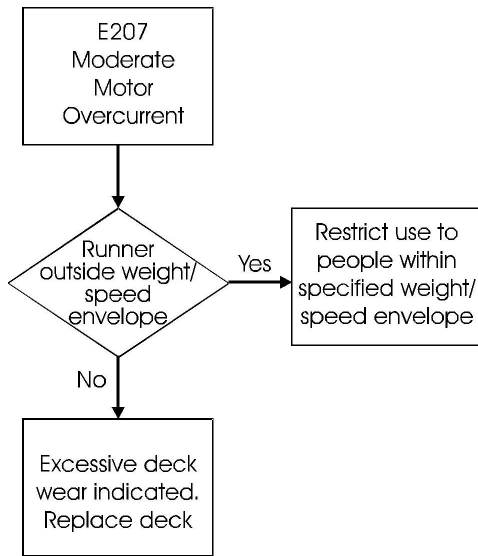 E207
Moderate
Motor
Overcurrent
Runner
outside weight/
speed
envelope
Yes
Restrict use to
people within
specified weight/
speed envelope
No
Excessive deck
wear indicated.
Replace deck